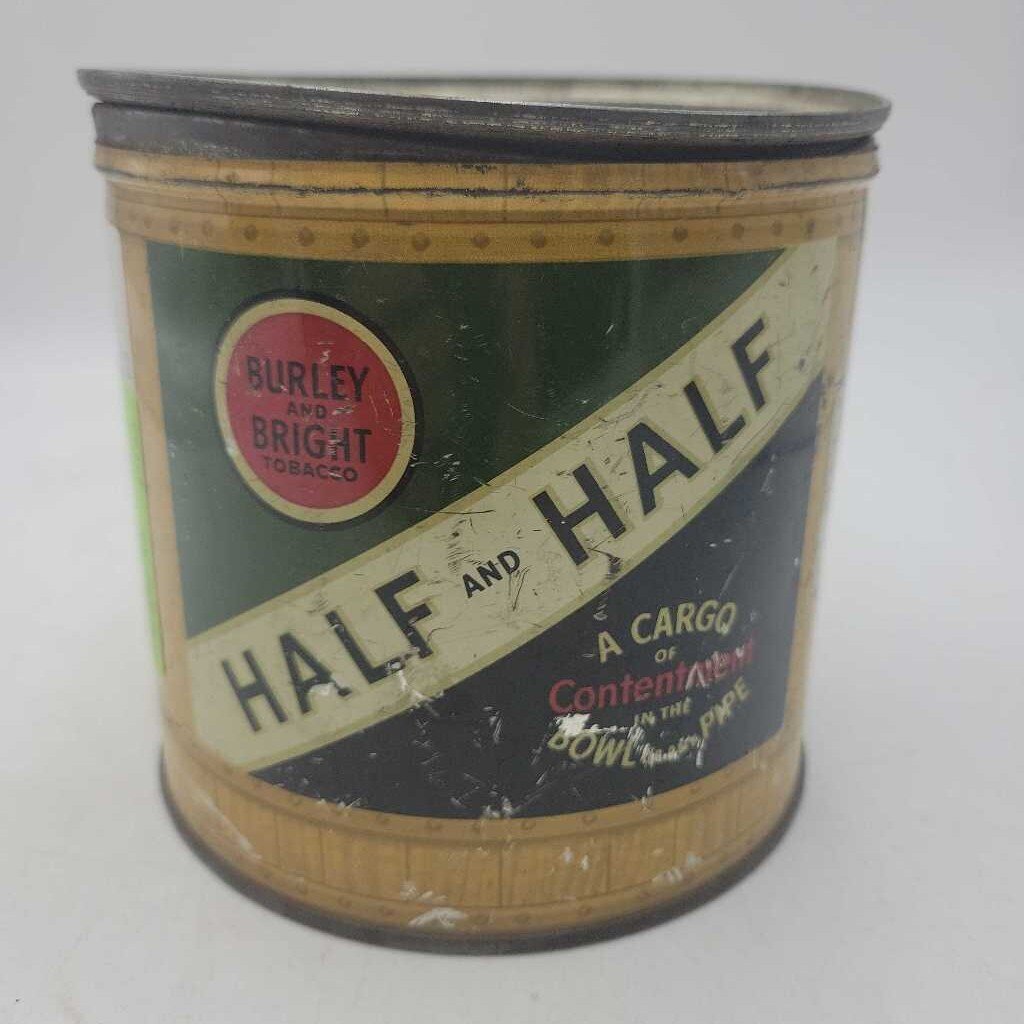 BURLEY
AND
BRIGHT
TOBACCO
HALF AND HALF
A CARGO
OF
Contentment
IN THE
BOWL PIPE